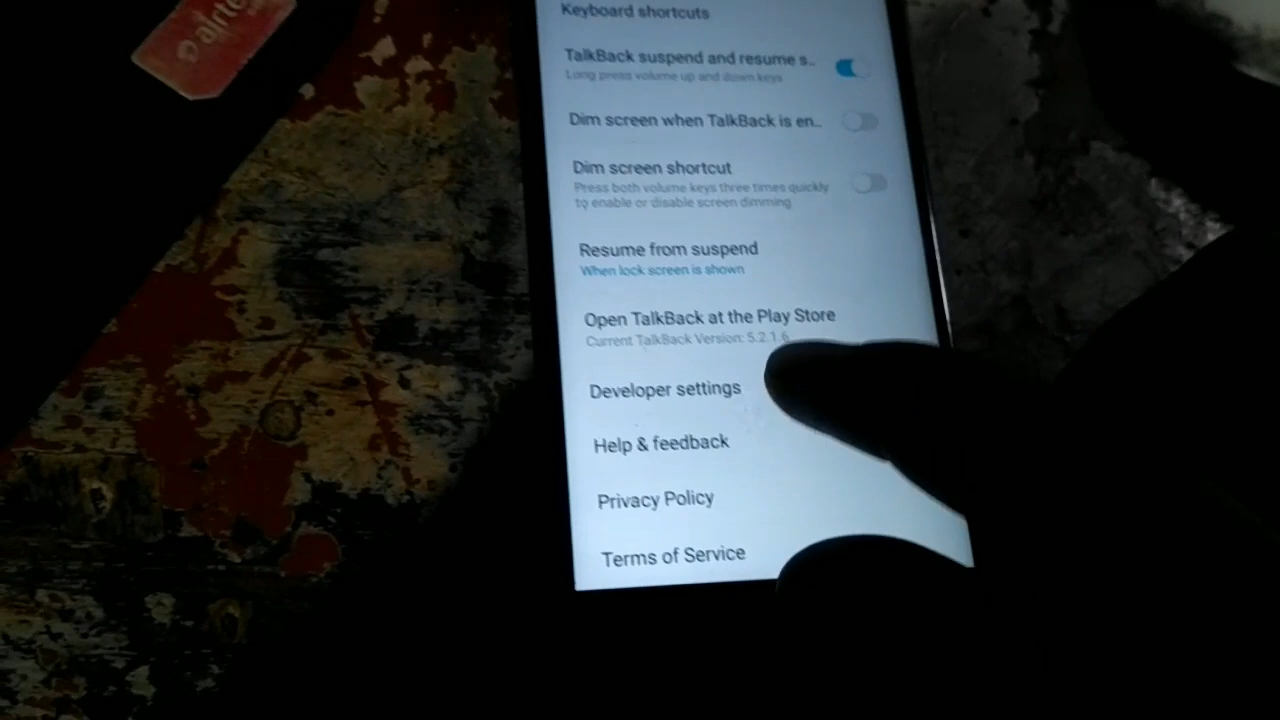 airte
Keyboard shortcuts
TalkBack suspend and resume s..
Long press volume up and down keys
Dim screen when TalkBack is en..
Dim screen shortcut
Press both volume keys three times quickly
to enable or disable screen dimming
Resume from suspend
When lock screen is shown
Open TalkBack at the Play Store
Current TalkBack Version: 5.2.1.6
Developer settings
Help & feedback
Privacy Policy
Terms of Service